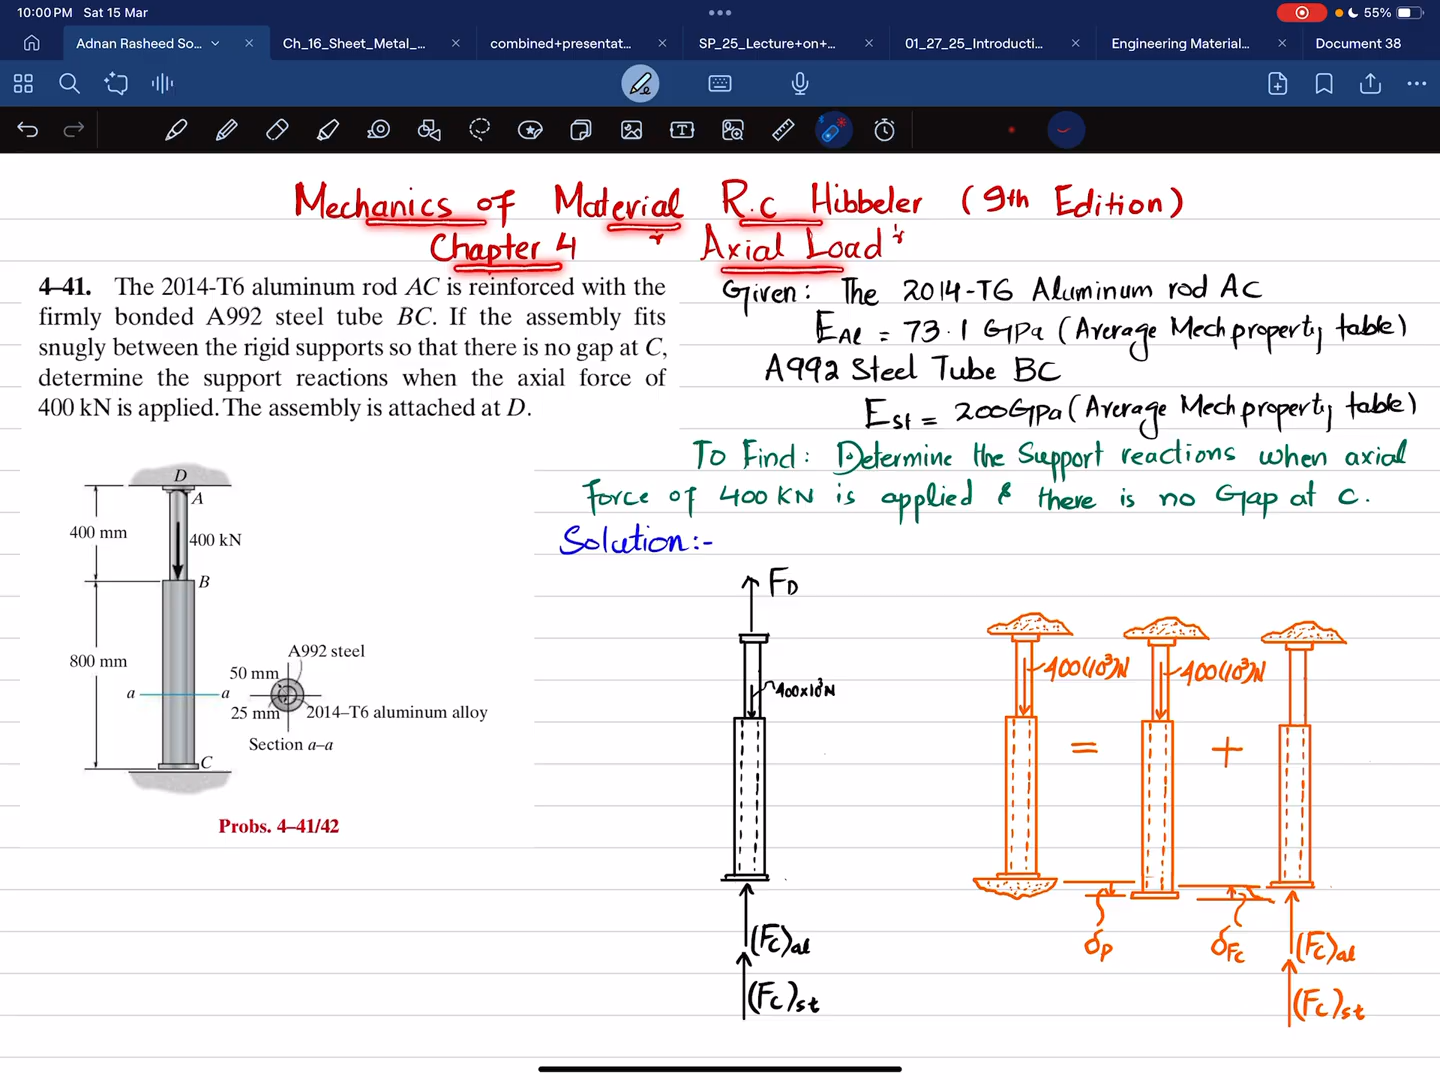 10:00 PM Sat 15 Mar
55%
Adnan Rasheed So...
Ch_16_Sheet_Metal_...
combined+presentat...
SP_25_Lecture+on+...
01_27_25_Introducti...
Engineering Material...
Document 38
Mechanics of Material R.C Hibbeler (9th Edition)
Chapter 4 " Axial Load "
4–41. The 2014-T6 aluminum rod AC is reinforced with the
firmly bonded A992 steel tube BC. If the assembly fits
snugly between the rigid supports so that there is no gap at C,
determine the support reactions when the axial force of
400 kN is applied. The assembly is attached at D.
Given: The 2014-T6 Aluminum rod AC
EAl = 73.1 GPa (Average Mech property table)
A992 Steel Tube BC
Est = 200GPa (Average Mech property table)
To Find: Determine the Support reactions when axial
Force of 400 KN is applied & there is no Gap at C.
Solution:-
D
A
400 mm
400 kN
B
800 mm
A992 steel
50 mm
a
a
25 mm
2014–T6 aluminum alloy
Section a–a
C
Probs. 4–41/42
FD
400x10³N
(Fc)al
(Fc)st
400(10³)N
=
400(10³)N
+
δP
δFc
(Fc)al
(Fc)st